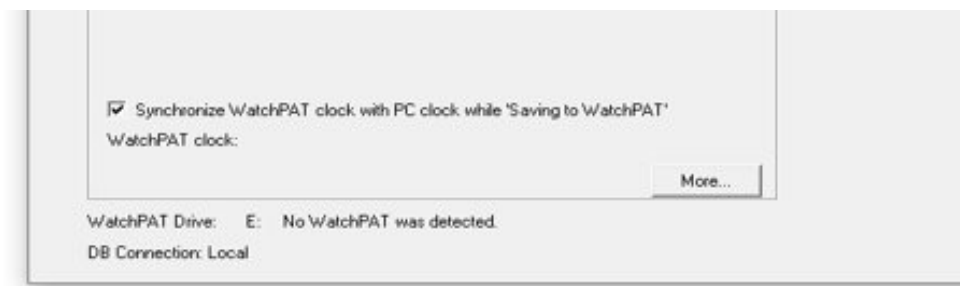 Synchronize WatchPAT clock with PC clock while 'Saving to WatchPAT'
WatchPAT clock:
More...
WatchPAT Drive: E: No WatchPAT was detected.
DB Connection: Local